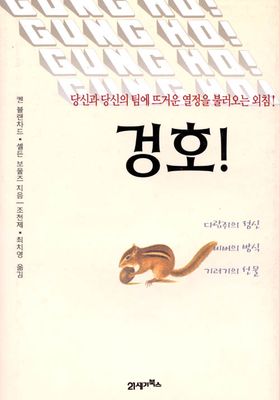 GUNG HO!
GUNG HO!
GUNG HO!
당신과 당신의 팀에 뜨거운 열정을 불러오는 외침!
겅호!
켄 블랜차드 • 셀든 보울즈 지음 | 조천제 • 최치영 옮김
다람쥐의 정신
비버의 방식
기러기의 선물
21세기북스